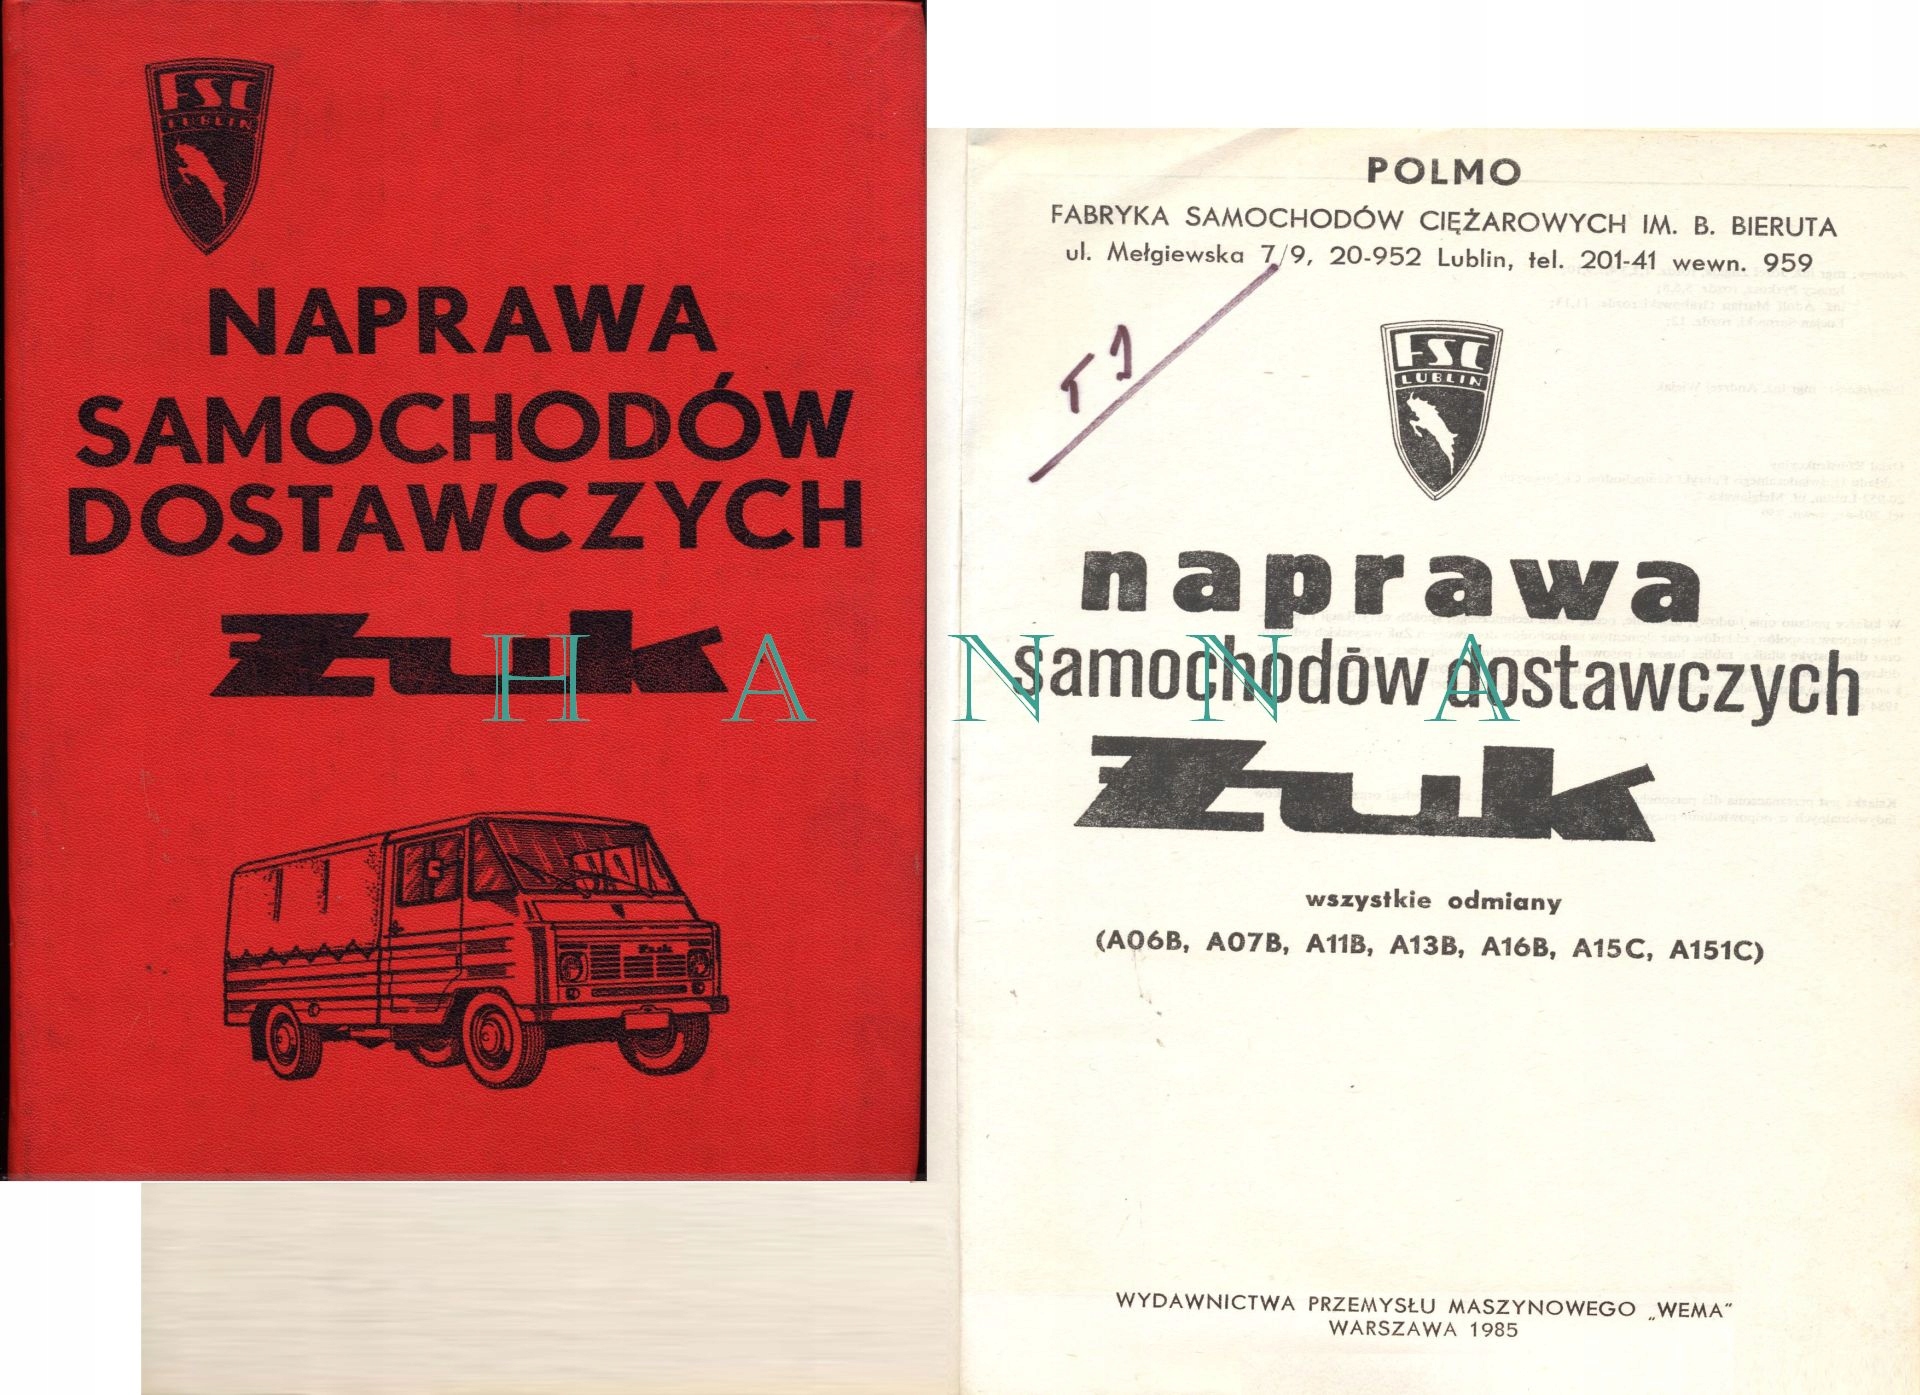 FSC
LUBLIN
NAPRAWA
SAMOCHODÓW
DOSTAWCZYCH
Żuk
Żuk
POLMO
FABRYKA SAMOCHODÓW CIĘŻAROWYCH IM. B. BIERUTA
ul. Mełgiewska 7/9, 20-952 Lublin, tel. 201-41 wewn. 959
T J
FSC
LUBLIN
naprawa
samochodów dostawczych
Żuk
wszystkie odmiany
(A06B, A07B, A11B, A13B, A16B, A15C, A151C)
WYDAWNICTWA PRZEMYSŁU MASZYNOWEGO „WEMA"
WARSZAWA 1985
H A N N A